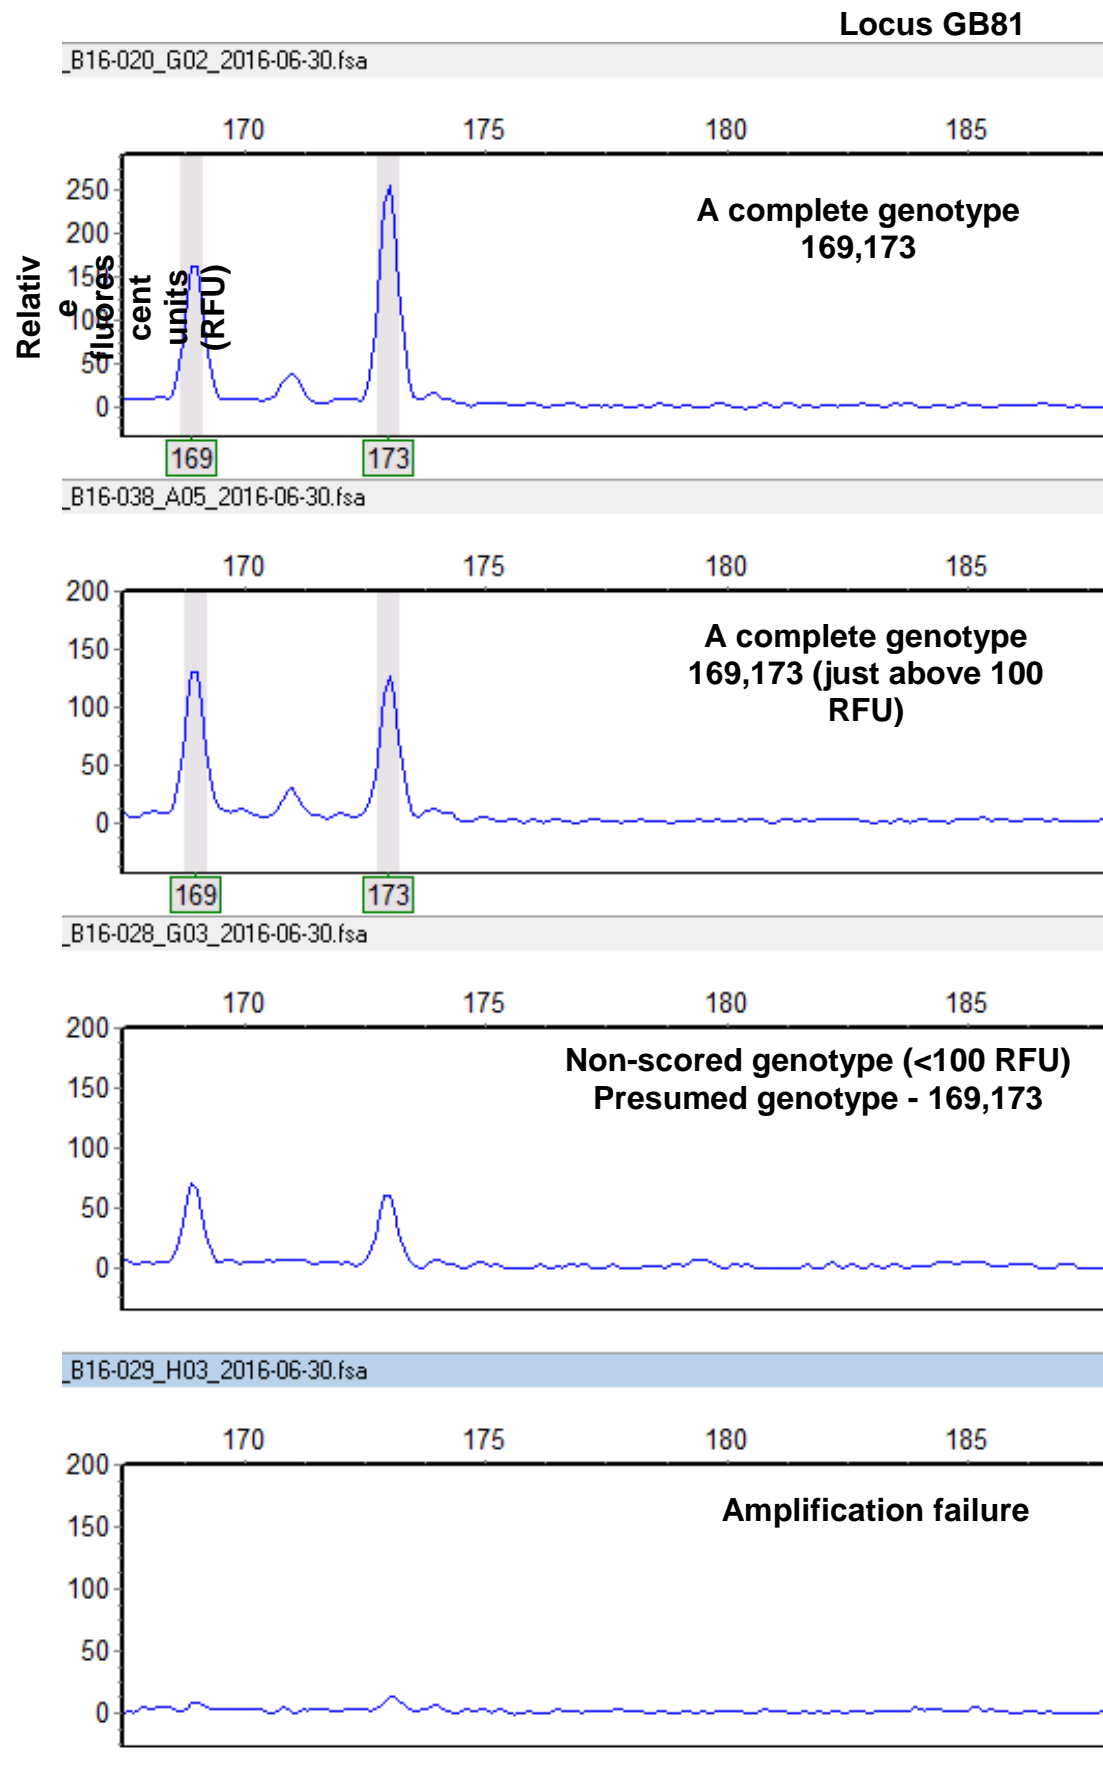 Locus GB81
_B16-020_G02_2016-06-30.fsa
170 175 180 185
250
200
150
100
50
0
Relativ
e
fluores
cent
units
(RFU)
A complete genotype
169,173
169 173
_B16-038_A05_2016-06-30.fsa
170 175 180 185
200
150
100
50
0
A complete genotype
169,173 (just above 100
RFU)
169 173
_B16-028_G03_2016-06-30.fsa
170 175 180 185
200
150
100
50
0
Non-scored genotype (<100 RFU)
Presumed genotype - 169,173
_B16-029_H03_2016-06-30.fsa
170 175 180 185
200
150
100
50
0
Amplification failure